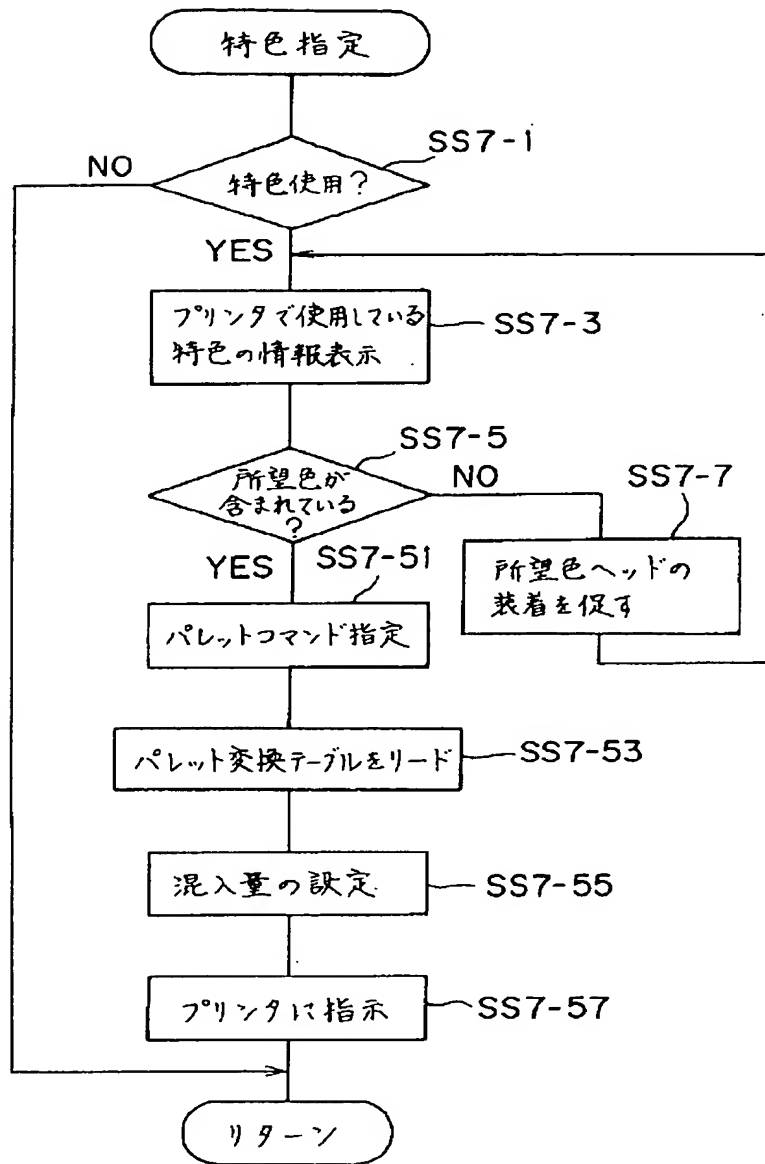 特色指定
SS7-1
NO
特色使用?
YES
プリンタで使用している
特色の情報表示
SS7-3
SS7-5
所望色が
含まれている
?
NO
SS7-7
所望色ヘッドの
装着を促す
YES
SS7-51
パレットコマンド指定
パレット変換テーブルをリード
SS7-53
混入量の設定
SS7-55
プリンタに指示
SS7-57
リターン